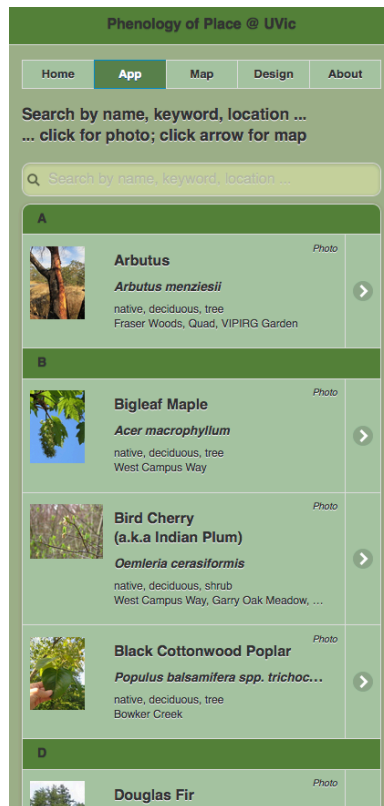 Phenology of Place @ UVic
Home App Map Design About
Search by name, keyword, location ...
... click for photo; click arrow for map
Search by name, keyword, location ...
A
Photo
Arbutus
Arbutus menziesii
native, deciduous, tree
Fraser Woods, Quad, VIPIRG Garden
B
Photo
Bigleaf Maple
Acer macrophyllum
native, deciduous, tree
West Campus Way
Photo
Bird Cherry
(a.k.a Indian Plum)
Oemleria cerasiformis
native, deciduous, shrub
West Campus Way, Garry Oak Meadow, ...
Photo
Black Cottonwood Poplar
Populus balsamifera spp. trichoc...
native, deciduous, tree
Bowker Creek
D
Photo
Douglas Fir